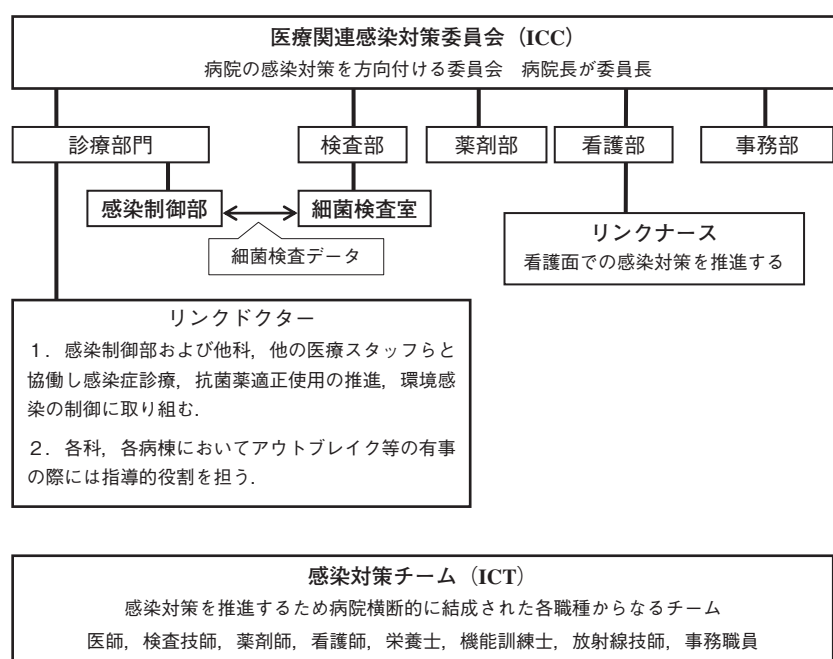 医療関連感染対策委員会（ICC）
病院の感染対策を方向付ける委員会　病院長が委員長
診療部門
検査部
薬剤部
看護部
事務部
感染制御部
細菌検査室
細菌検査データ
リンクナース
看護面での感染対策を推進する
リンクドクター
１．感染制御部および他科，他の医療スタッフらと
協働し感染症診療，抗菌薬適正使用の推進，環境感
染の制御に取り組む．
２．各科，各病棟においてアウトブレイク等の有事
の際には指導的役割を担う．
感染対策チーム（ICT）
感染対策を推進するため病院横断的に結成された各職種からなるチーム
医師，検査技師，薬剤師，看護師，栄養士，機能訓練士，放射線技師，事務職員